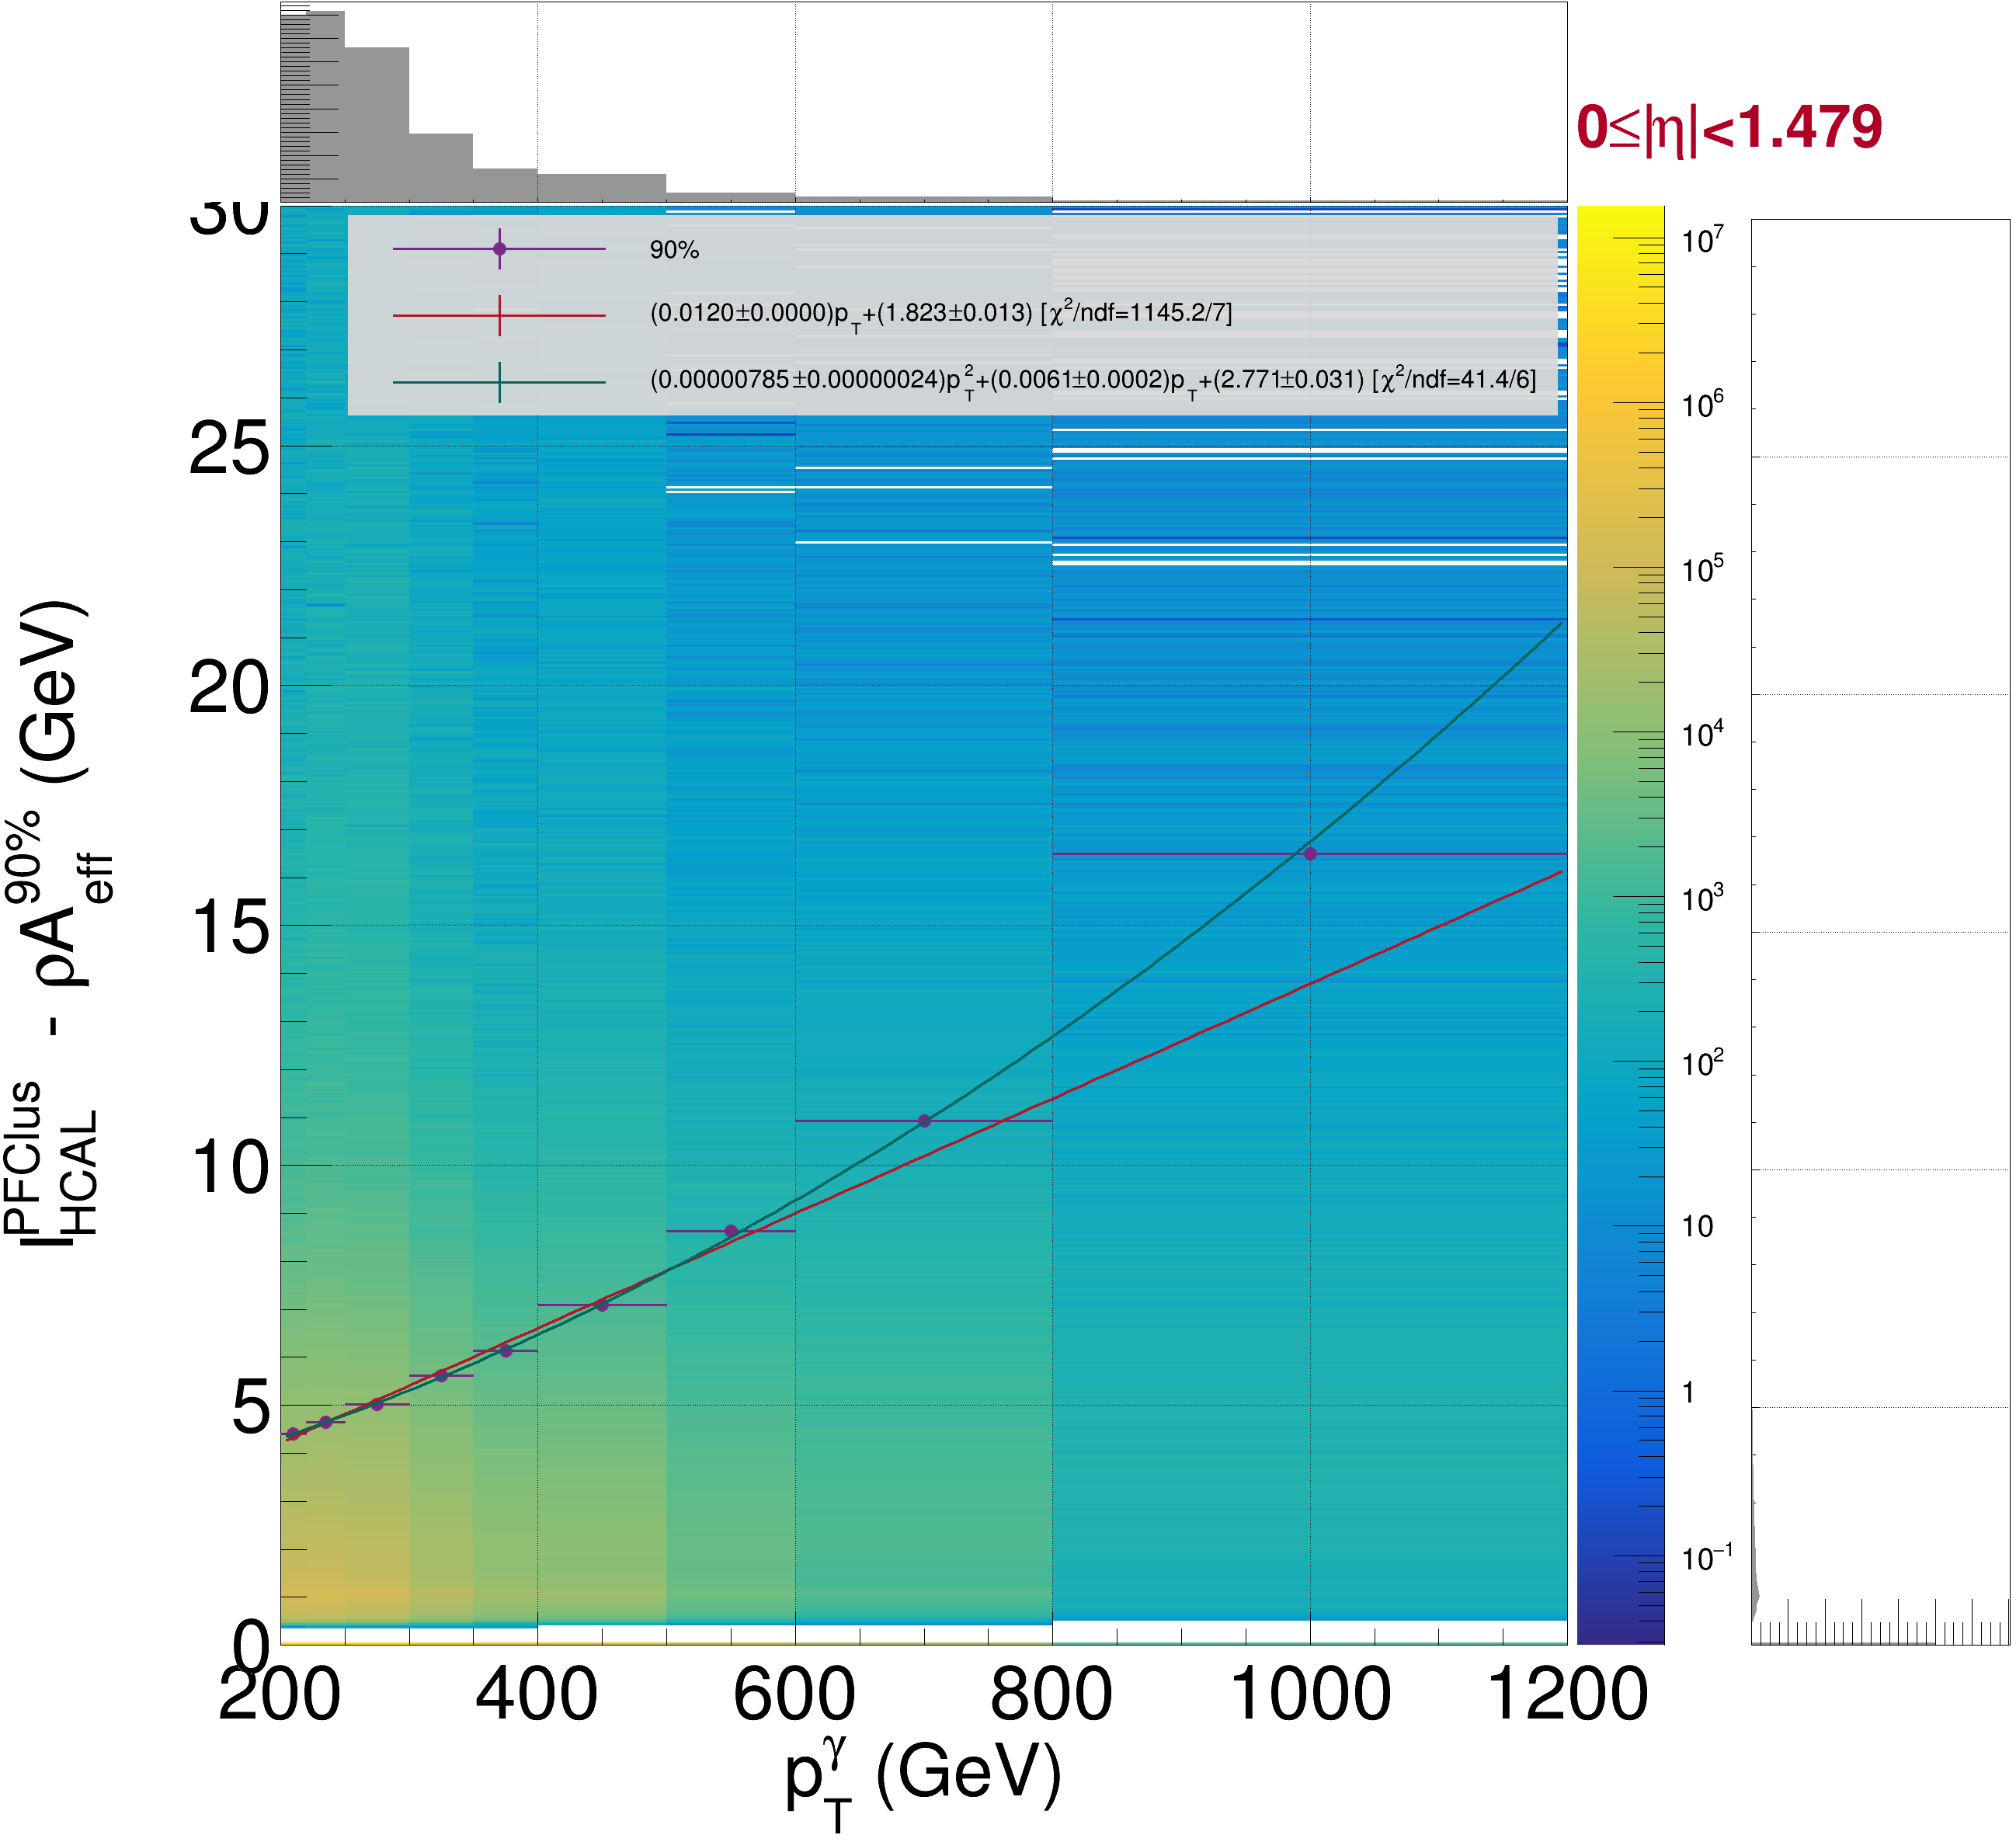 0≤|η|<1.479
90%
(0.0120±0.0000)p_T+(1.823±0.013) [χ²/ndf=1145.2/7]
(0.00000785±0.00000024)p_T²+(0.0061±0.0002)p_T+(2.771±0.031) [χ²/ndf=41.4/6]
I_HCAL^PFClus - ρA_eff^90% (GeV)
30
25
20
15
10
5
0
200 400 600 800 1000 1200
p_T^γ (GeV)
10⁷
10⁶
10⁵
10⁴
10³
10²
10
1
10⁻¹